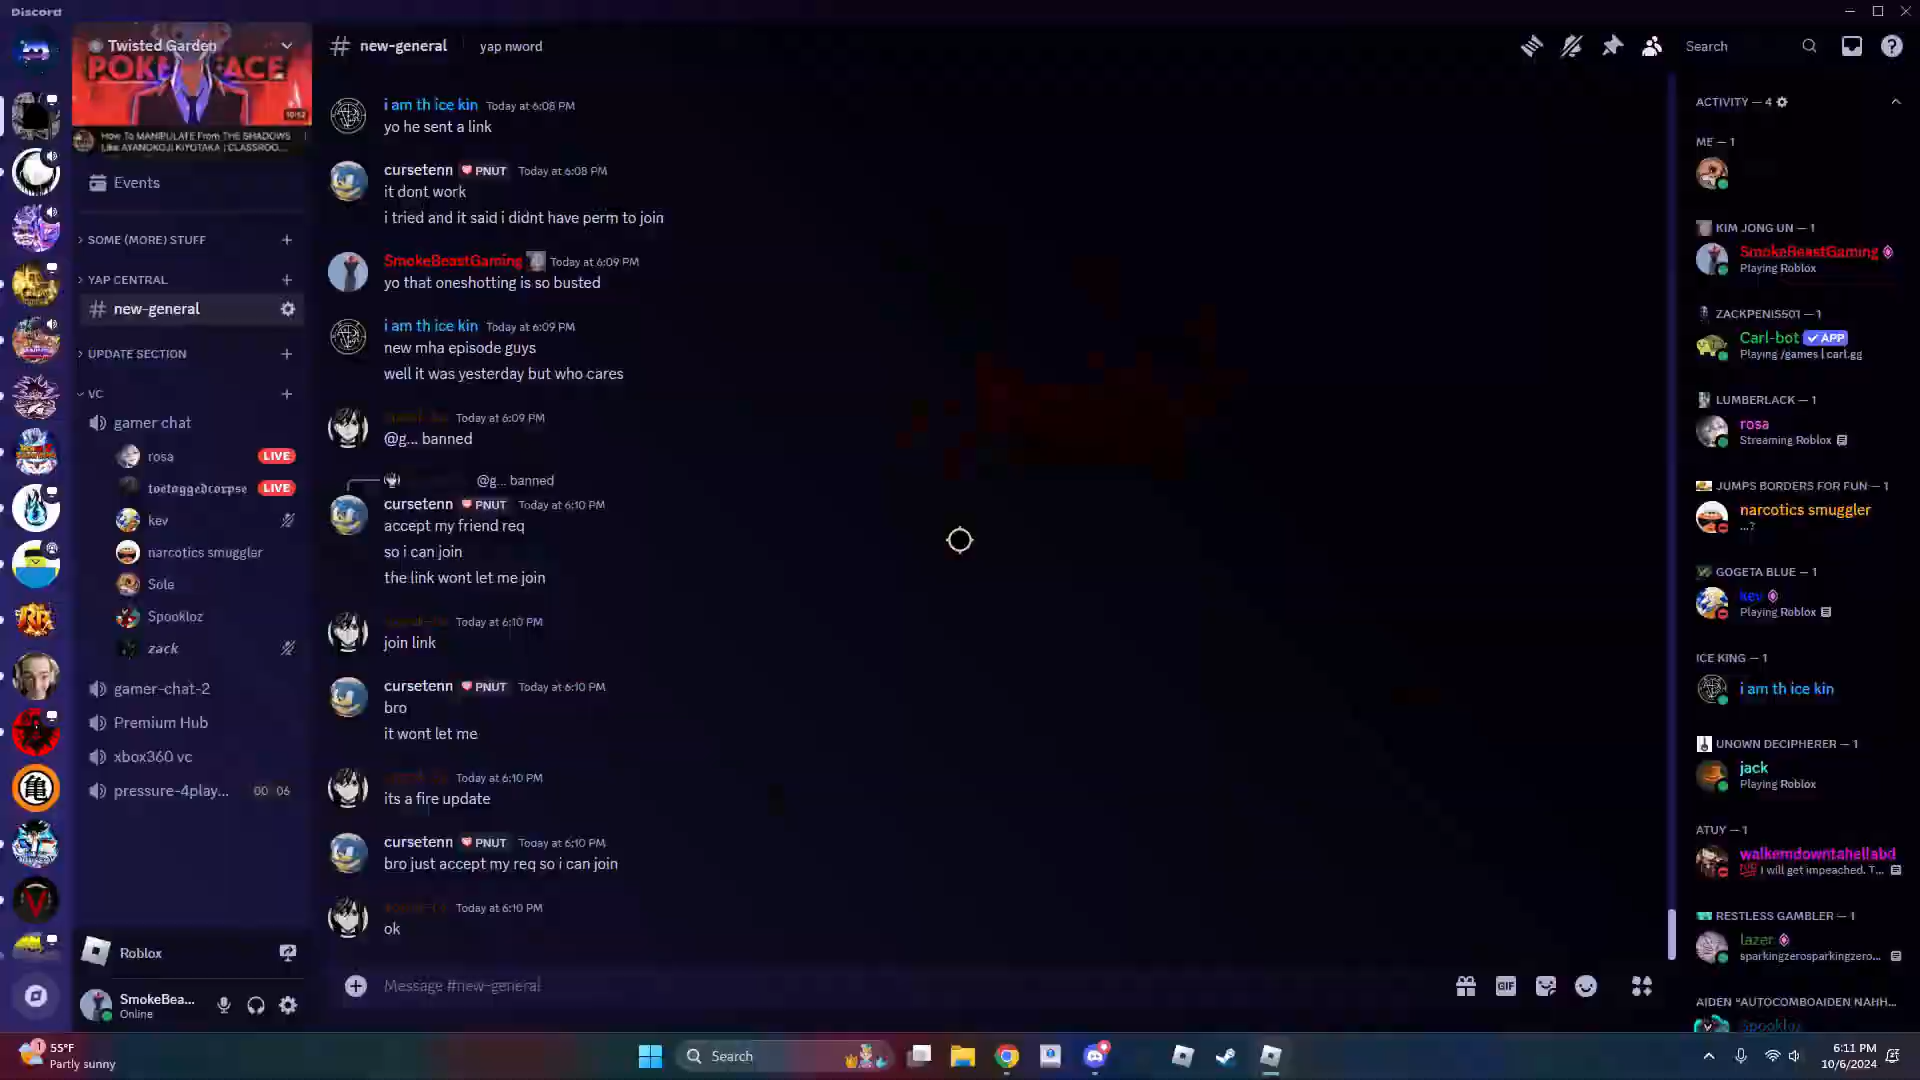 Discord
Twisted Garden
POKE FACE
10:52
How To MANIPULATE From THE SHADOWS
Like AYANOKOJI KIYOTAKA | CLASSROO...
Events
SOME (MORE) STUFF
YAP CENTRAL
new-general
UPDATE SECTION
VC
gamer chat
rosa LIVE
toetaggedcorpse LIVE
kev
narcotics smuggler
Sole
Spookloz
zack
gamer-chat-2
Premium Hub
xbox360 vc
pressure-4play... 00 06
Roblox
SmokeBea...
Online
new-general yap nword
Search
i am th ice kin Today at 6:08 PM
yo he sent a link
cursetenn PNUT Today at 6:08 PM
it dont work
i tried and it said i didnt have perm to join
SmokeBeastGaming Today at 6:09 PM
yo that oneshotting is so busted
i am th ice kin Today at 6:09 PM
new mha episode guys
well it was yesterday but who cares
Today at 6:09 PM
@g... banned
@g... banned
cursetenn PNUT Today at 6:10 PM
accept my friend req
so i can join
the link wont let me join
Today at 6:10 PM
join link
cursetenn PNUT Today at 6:10 PM
bro
it wont let me
Today at 6:10 PM
its a fire update
cursetenn PNUT Today at 6:10 PM
bro just accept my req so i can join
Today at 6:10 PM
ok
Message #new-general
GIF
ACTIVITY — 4
ME — 1
KIM JONG UN — 1
SmokeBeastGaming
Playing Roblox
ZACKPENIS501 — 1
Carl-bot APP
Playing /games | carl.gg
LUMBERLACK — 1
rosa
Streaming Roblox
JUMPS BORDERS FOR FUN — 1
narcotics smuggler
...?
GOGETA BLUE — 1
kev
Playing Roblox
ICE KING — 1
i am th ice kin
UNOWN DECIPHERER — 1
jack
Playing Roblox
ATUY — 1
walkemdowntahellabd
I will get impeached. T...
RESTLESS GAMBLER — 1
lazer
sparkingzerosparkingzero...
AIDEN "AUTOCOMBOAIDEN NAHH...
Spookloz
1
55°F
Partly sunny
Search
6:11 PM
10/6/2024